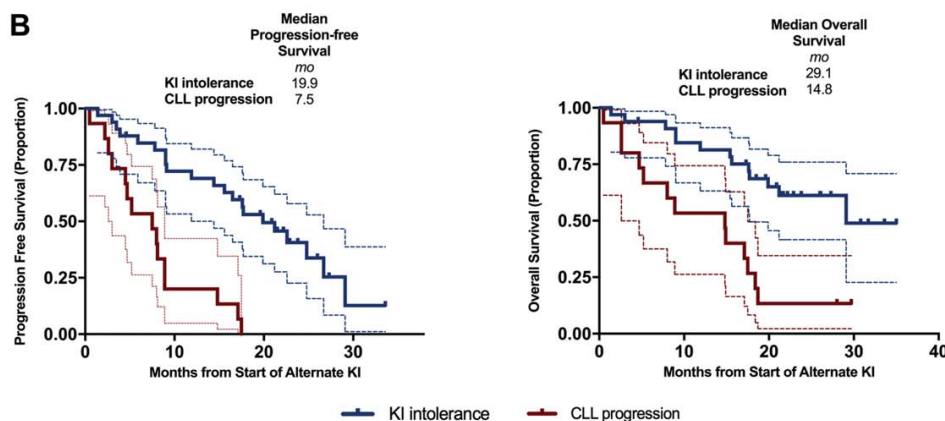 B
Median
Progression-free
Survival
mo
KI intolerance 19.9
CLL progression 7.5
Progression Free Survival (Proportion)
1.00
0.75
0.50
0.25
0.00
0 10 20 30
Months from Start of Alternate KI
Median Overall
Survival
mo
KI intolerance 29.1
CLL progression 14.8
Overall Survival (Proportion)
1.00
0.75
0.50
0.25
0.00
0 10 20 30 40
Months from Start of Alternate KI
KI intolerance CLL progression